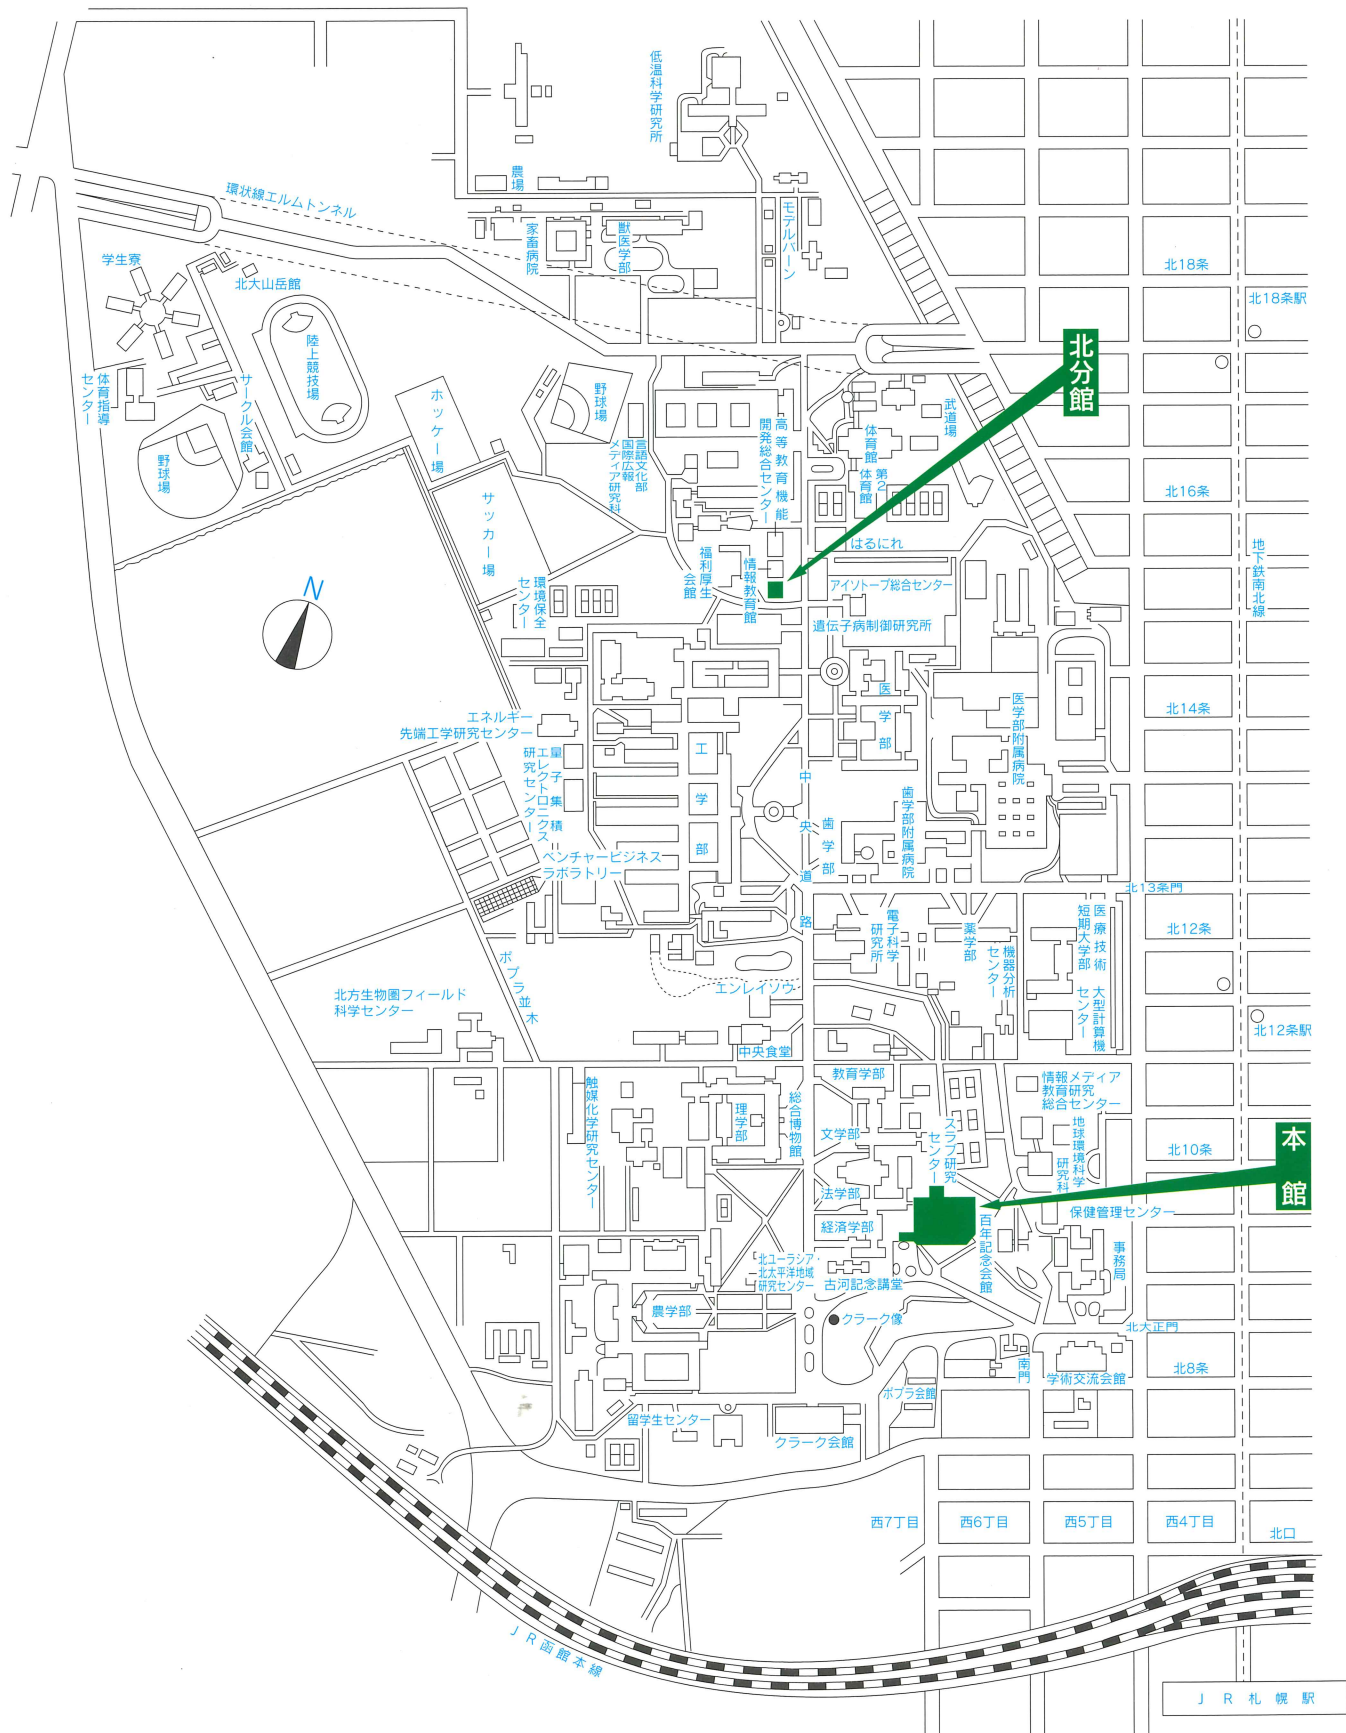 低温科学研究所
農場
環状線エルムトンネル
家畜病院
獣医学部
モデルバーン
学生寮
北大山岳館
北18条
北18条駅
陸上競技場
体育指導
センター
サークル会館
野球場
ホッケー場
野球場
言語文化部
国際広報
メディア研究科
高等教育機能
開発総合センター
体育館
武道場
第2
体育館
北分館
サッカー場
北16条
はるにれ
地下鉄南北線
N
環境保全
センター
福利厚生
会館
情報教育館
アイソトープ総合センター
遺伝子病制御研究所
医学部
医学部附属病院
エネルギー
先端工学研究センター
工学部
北14条
量子集積
エレクトロニクス
研究センター
中央道路
歯学部
歯学部附属病院
ベンチャービジネス
ラボラトリー
北13条門
電子科学
研究所
薬学部
機器分析
センター
医療技術
短期大学部
大型計算機
センター
北12条
ポプラ並木
北方生物圏フィールド
科学センター
エンレイソウ
中央食堂
北12条駅
触媒化学研究センター
理学部
総合博物館
教育学部
文学部
スラブ研究
センター
情報メディア
教育研究
総合センター
地球環境科学
研究科
北10条
本館
法学部
経済学部
保健管理センター
百年記念会館
事務局
北ユーラシア・
北太平洋地域
研究センター
古河記念講堂
農学部
クラーク像
北大正門
南門
学術交流会館
北8条
ポプラ会館
留学生センター
クラーク会館
西7丁目
西6丁目
西5丁目
西4丁目
北口
JR函館本線
JR札幌駅